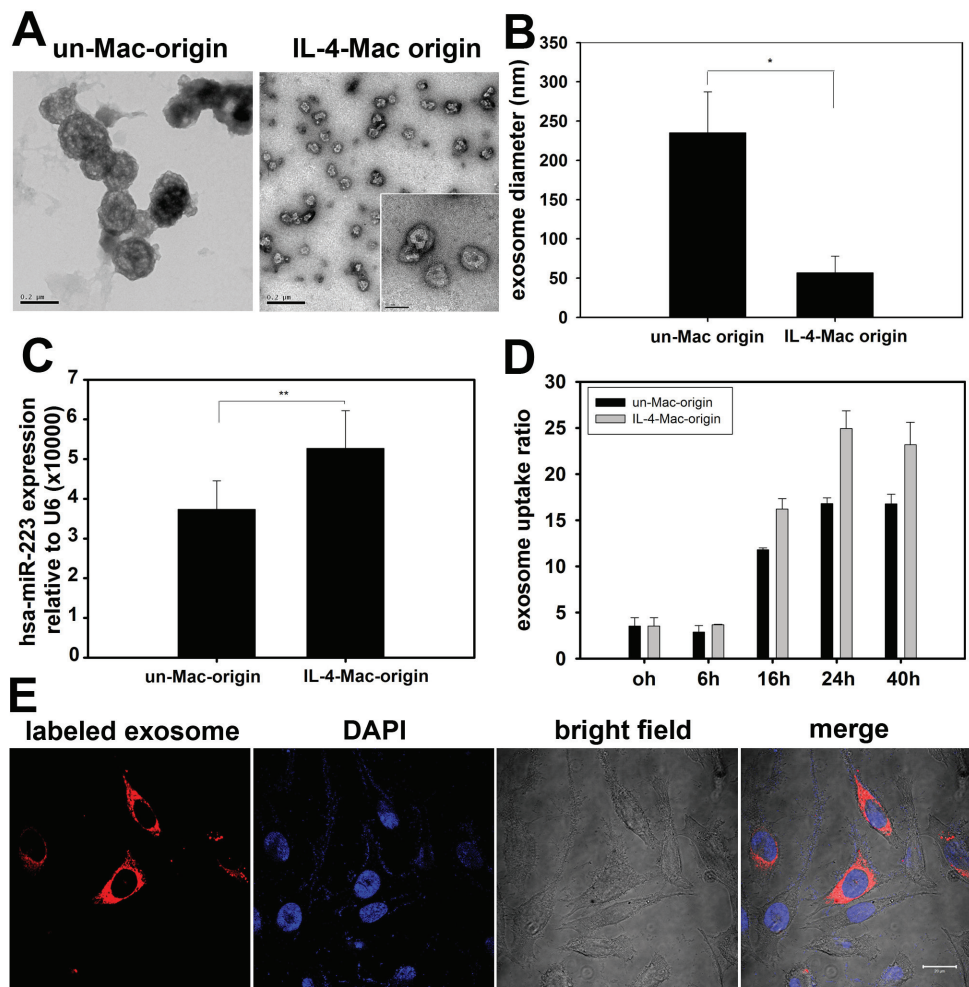 A
un-Mac-origin
IL-4-Mac origin
0.2 µm
0.2 µm
B
exosome diameter (nm)
350
300
250
200
150
100
50
0
*
un-Mac origin
IL-4-Mac origin
C
hsa-miR-223 expression
relative to U6 (x10000)
7
6
5
4
3
2
1
0
**
un-Mac-origin
IL-4-Mac-origin
D
exosome uptake ratio
30
25
20
15
10
5
0
un-Mac-origin
IL-4-Mac-origin
oh
6h
16h
24h
40h
E
labeled exosome
DAPI
bright field
merge